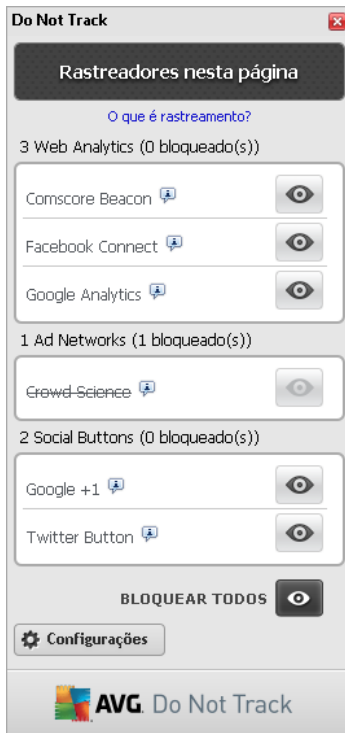 Do Not Track
Rastreadores nesta página
O que é rastreamento?
3 Web Analytics (0 bloqueado(s))
Comscore Beacon
Facebook Connect
Google Analytics
1 Ad Networks (1 bloqueado(s))
Crowd Science
2 Social Buttons (0 bloqueado(s))
Google +1
Twitter Button
BLOQUEAR TODOS
Configurações
AVG. Do Not Track